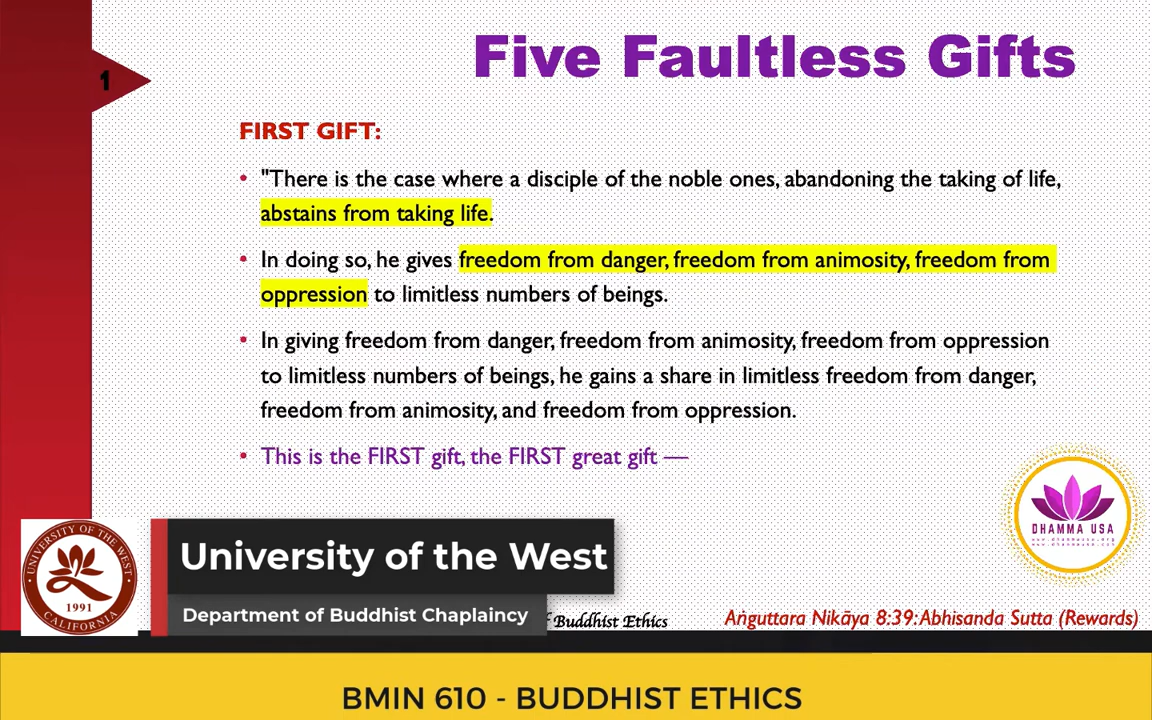 Five Faultless Gifts
1
FIRST GIFT:
• "There is the case where a disciple of the noble ones, abandoning the taking of life,
abstains from taking life.
• In doing so, he gives freedom from danger, freedom from animosity, freedom from
oppression to limitless numbers of beings.
• In giving freedom from danger, freedom from animosity, freedom from oppression
to limitless numbers of beings, he gains a share in limitless freedom from danger,
freedom from animosity, and freedom from oppression.
• This is the FIRST gift, the FIRST great gift —
DHAMMA USA
UNIVERSITY OF THE WEST
1991
CALIFORNIA
University of the West
Department of Buddhist Chaplaincy
Buddhist Ethics
Aṅguttara Nikāya 8:39: Abhisanda Sutta (Rewards)
BMIN 610 - BUDDHIST ETHICS